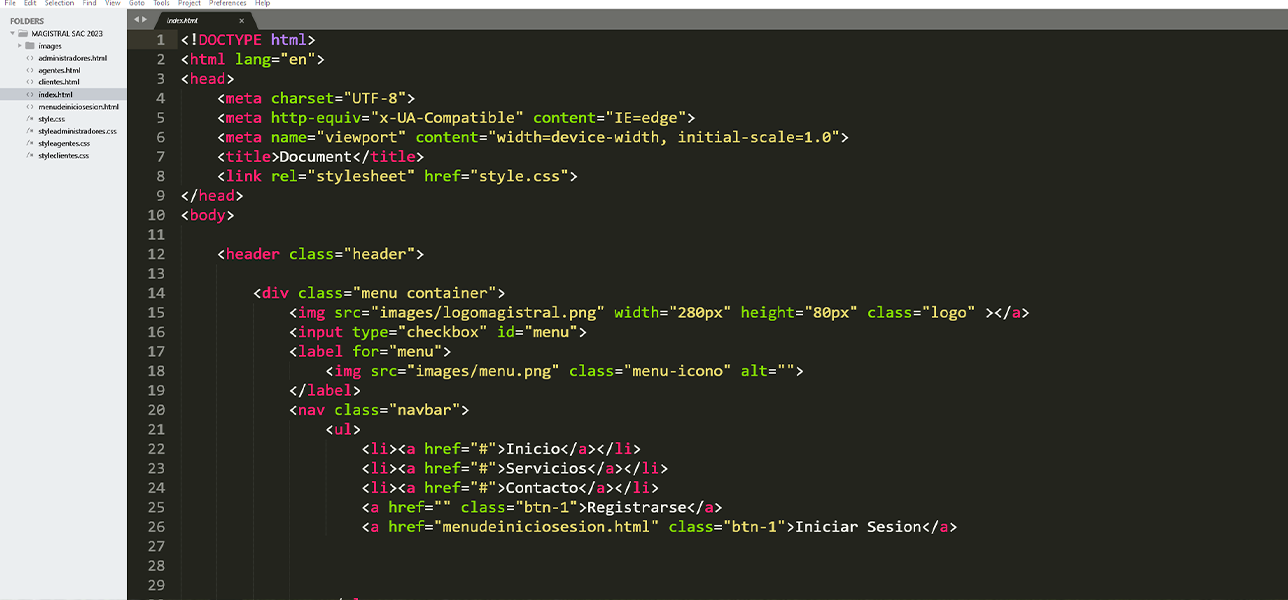 File Edit Selection Find View Goto Tools Project Preferences Help
FOLDERS
MAGISTRAL SAC 2023
images
administradores.html
agentes.html
clientes.html
index.html
menudeiniciosesion.html
style.css
styleadministradores.css
styleagentes.css
styleclientes.css
index.html ×
1 <!DOCTYPE html>
2 <html lang="en">
3 <head>
4 <meta charset="UTF-8">
5 <meta http-equiv="x-UA-Compatible" content="IE=edge">
6 <meta name="viewport" content="width=device-width, initial-scale=1.0">
7 <title>Document</title>
8 <link rel="stylesheet" href="style.css">
9 </head>
10 <body>
11
12 <header class="header">
13
14 <div class="menu container">
15 <img src="images/logomagistral.png" width="280px" height="80px" class="logo" ></a>
16 <input type="checkbox" id="menu">
17 <label for="menu">
18 <img src="images/menu.png" class="menu-icono" alt="">
19 </label>
20 <nav class="navbar">
21 <ul>
22 <li><a href="#">Inicio</a></li>
23 <li><a href="#">Servicios</a></li>
24 <li><a href="#">Contacto</a></li>
25 <a href="" class="btn-1">Registrarse</a>
26 <a href="menudeiniciosesion.html" class="btn-1">Iniciar Sesion</a>
27
28
29